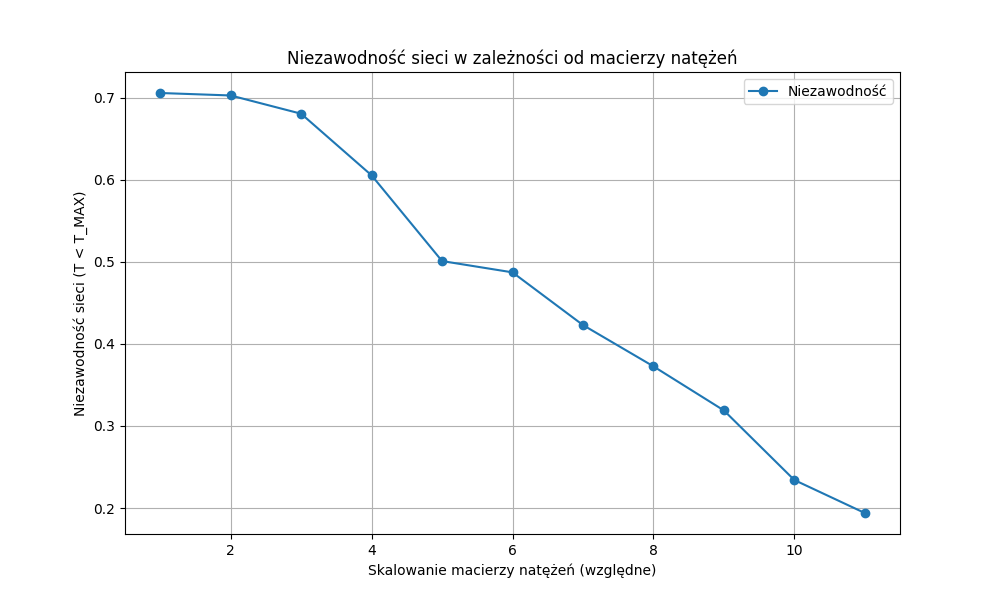 Niezawodność sieci w zależności od macierzy natężeń
Niezawodność
Niezawodność sieci (T < T_MAX)
0.7
0.6
0.5
0.4
0.3
0.2
2 4 6 8 10
Skalowanie macierzy natężeń (względne)